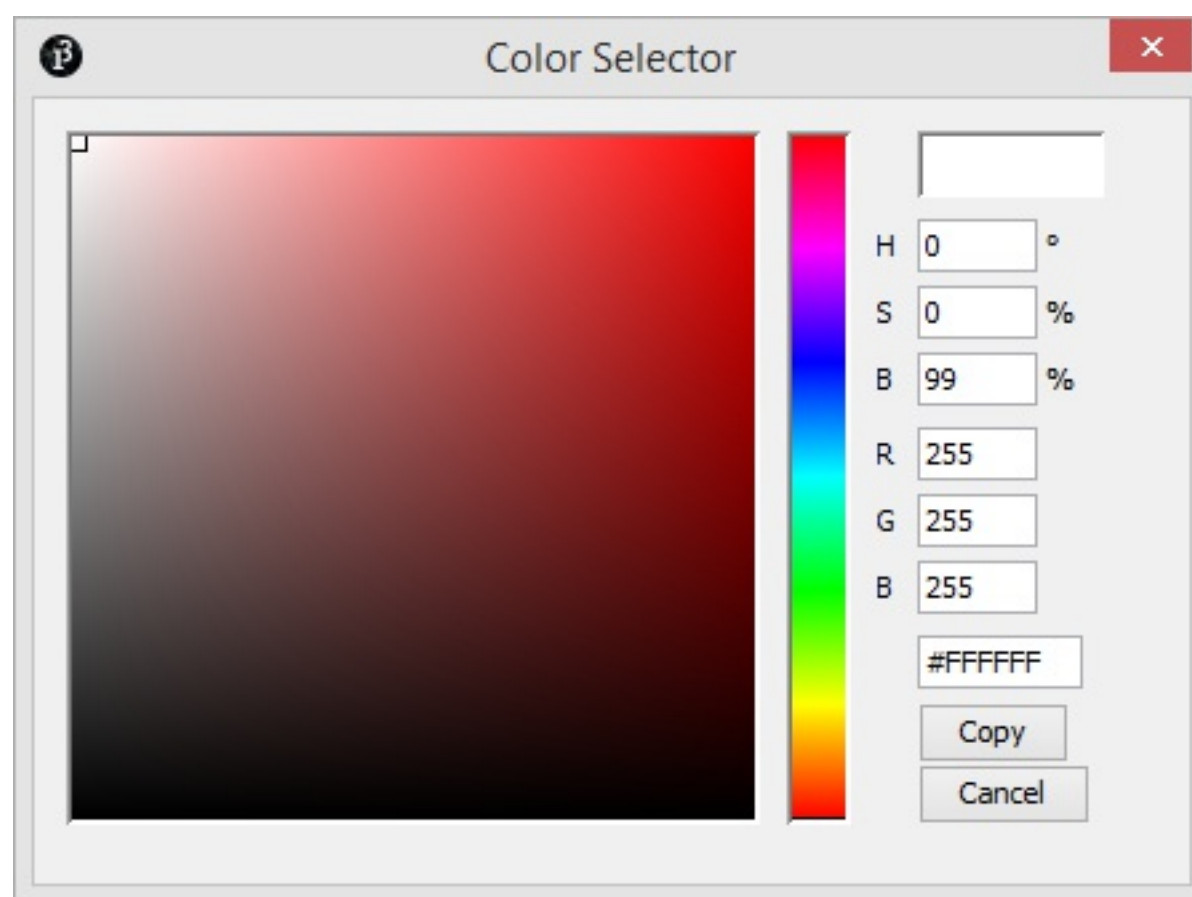 Color Selector
H 0 °
S 0 %
B 99 %
R 255
G 255
B 255
#FFFFFF
Copy
Cancel